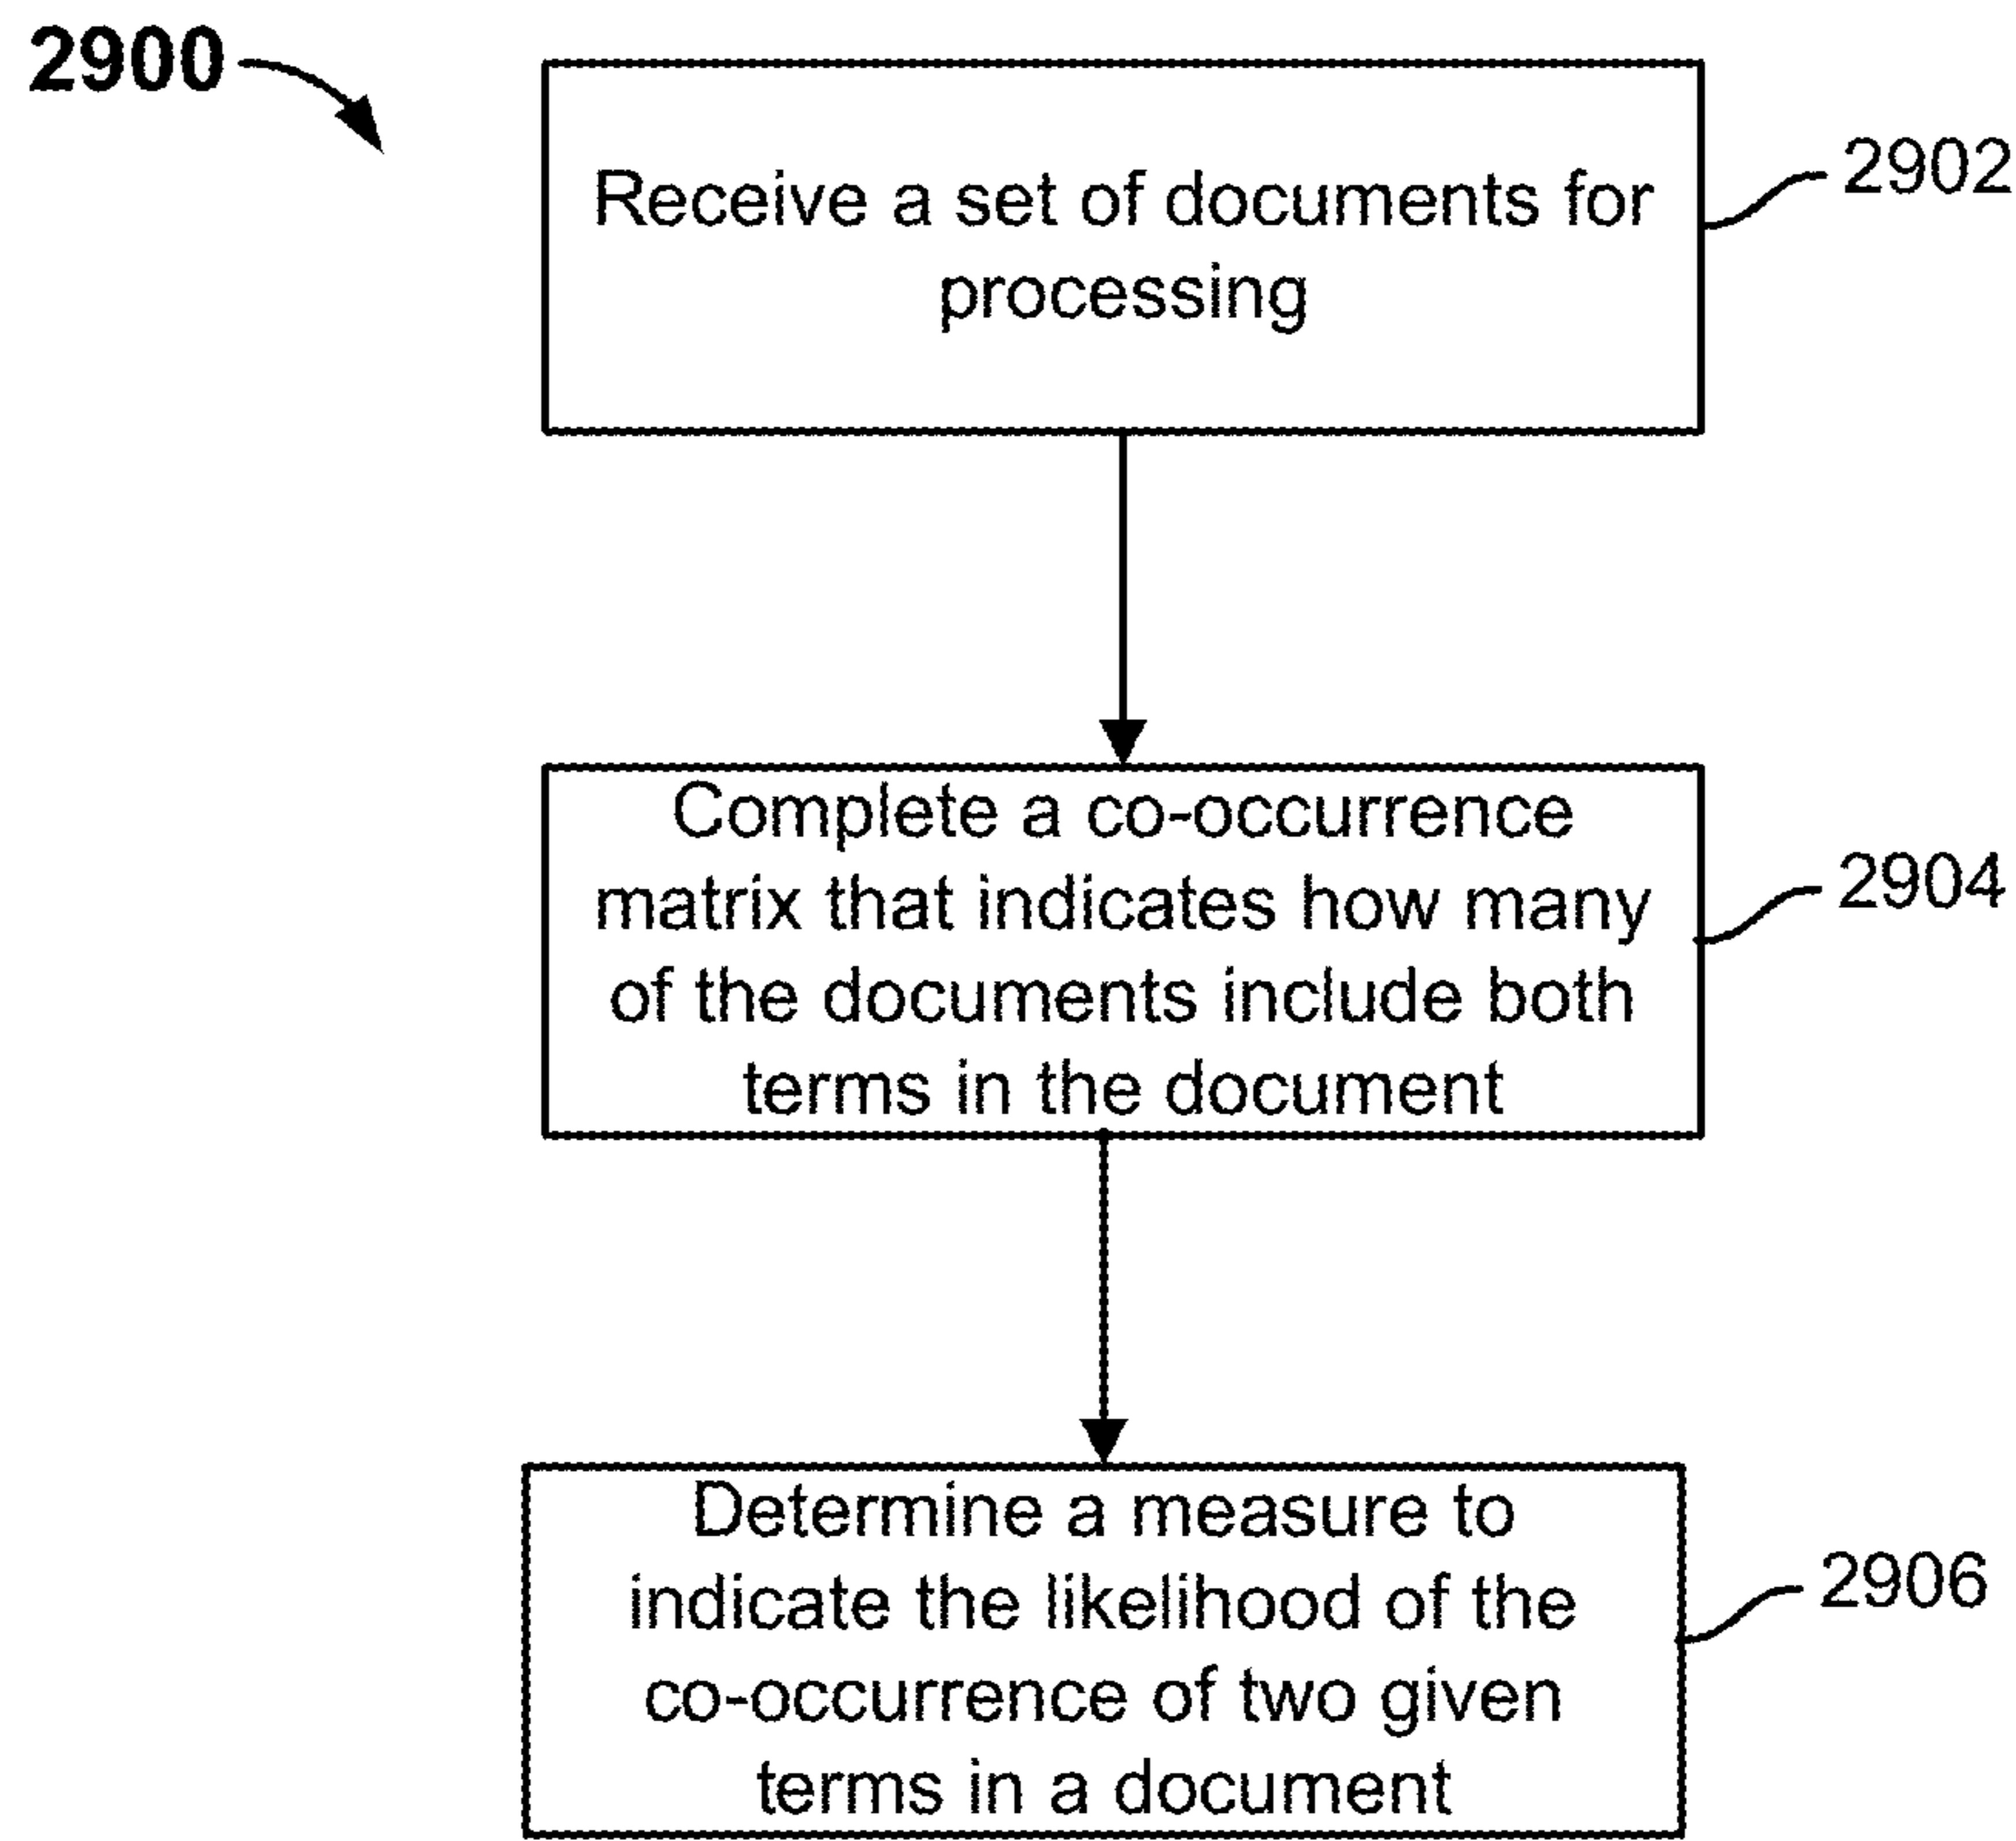 2900
Receive a set of documents for
processing
2902
Complete a co-occurrence
matrix that indicates how many
of the documents include both
terms in the document
2904
Determine a measure to
indicate the likelihood of the
co-occurrence of two given
terms in a document
2906